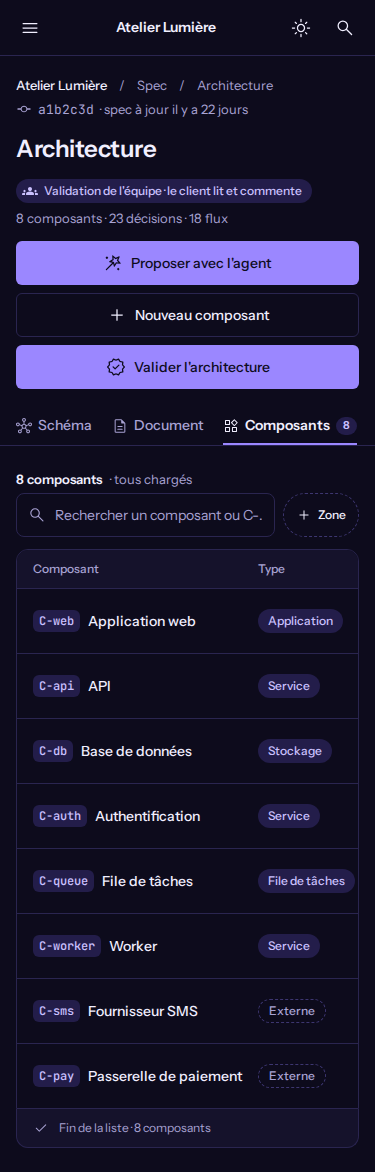 Atelier Lumière
Atelier Lumière / Spec / Architecture
a1b2c3d · spec à jour il y a 22 jours
Architecture
Validation de l'équipe · le client lit et commente
8 composants · 23 décisions · 18 flux
Proposer avec l'agent
Nouveau composant
Valider l'architecture
Schéma Document Composants 8
8 composants · tous chargés
Rechercher un composant ou C-. + Zone
Composant Type
C-web Application web Application
C-api API Service
C-db Base de données Stockage
C-auth Authentification Service
C-queue File de tâches File de tâches
C-worker Worker Service
C-sms Fournisseur SMS Externe
C-pay Passerelle de paiement Externe
Fin de la liste · 8 composants